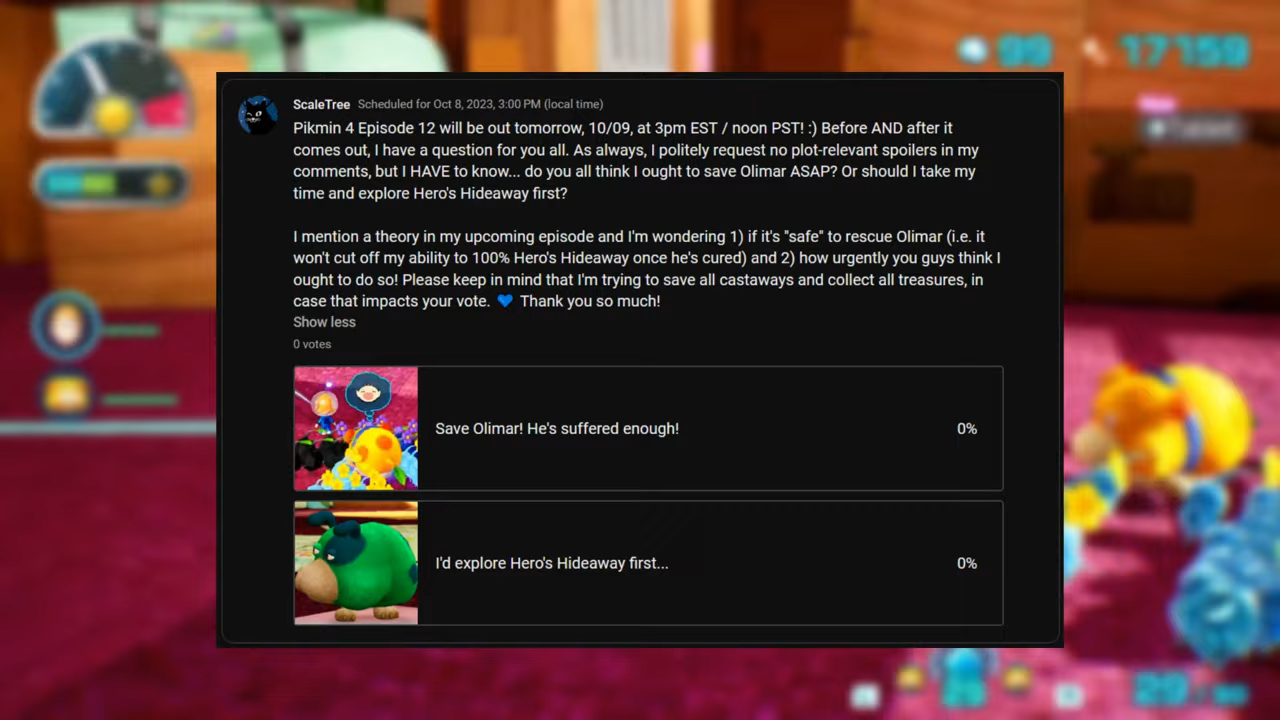 99
17159
ScaleTree Scheduled for Oct 8, 2023, 3:00 PM (local time)
Pikmin 4 Episode 12 will be out tomorrow, 10/09, at 3pm EST / noon PST! :) Before AND after it
comes out, I have a question for you all. As always, I politely request no plot-relevant spoilers in my
comments, but I HAVE to know... do you all think I ought to save Olimar ASAP? Or should I take my
time and explore Hero's Hideaway first?
I mention a theory in my upcoming episode and I'm wondering 1) if it's "safe" to rescue Olimar (i.e. it
won't cut off my ability to 100% Hero's Hideaway once he's cured) and 2) how urgently you guys think I
ought to do so! Please keep in mind that I'm trying to save all castaways and collect all treasures, in
case that impacts your vote. 💙 Thank you so much!
Show less
0 votes
Save Olimar! He's suffered enough! 0%
I'd explore Hero's Hideaway first... 0%